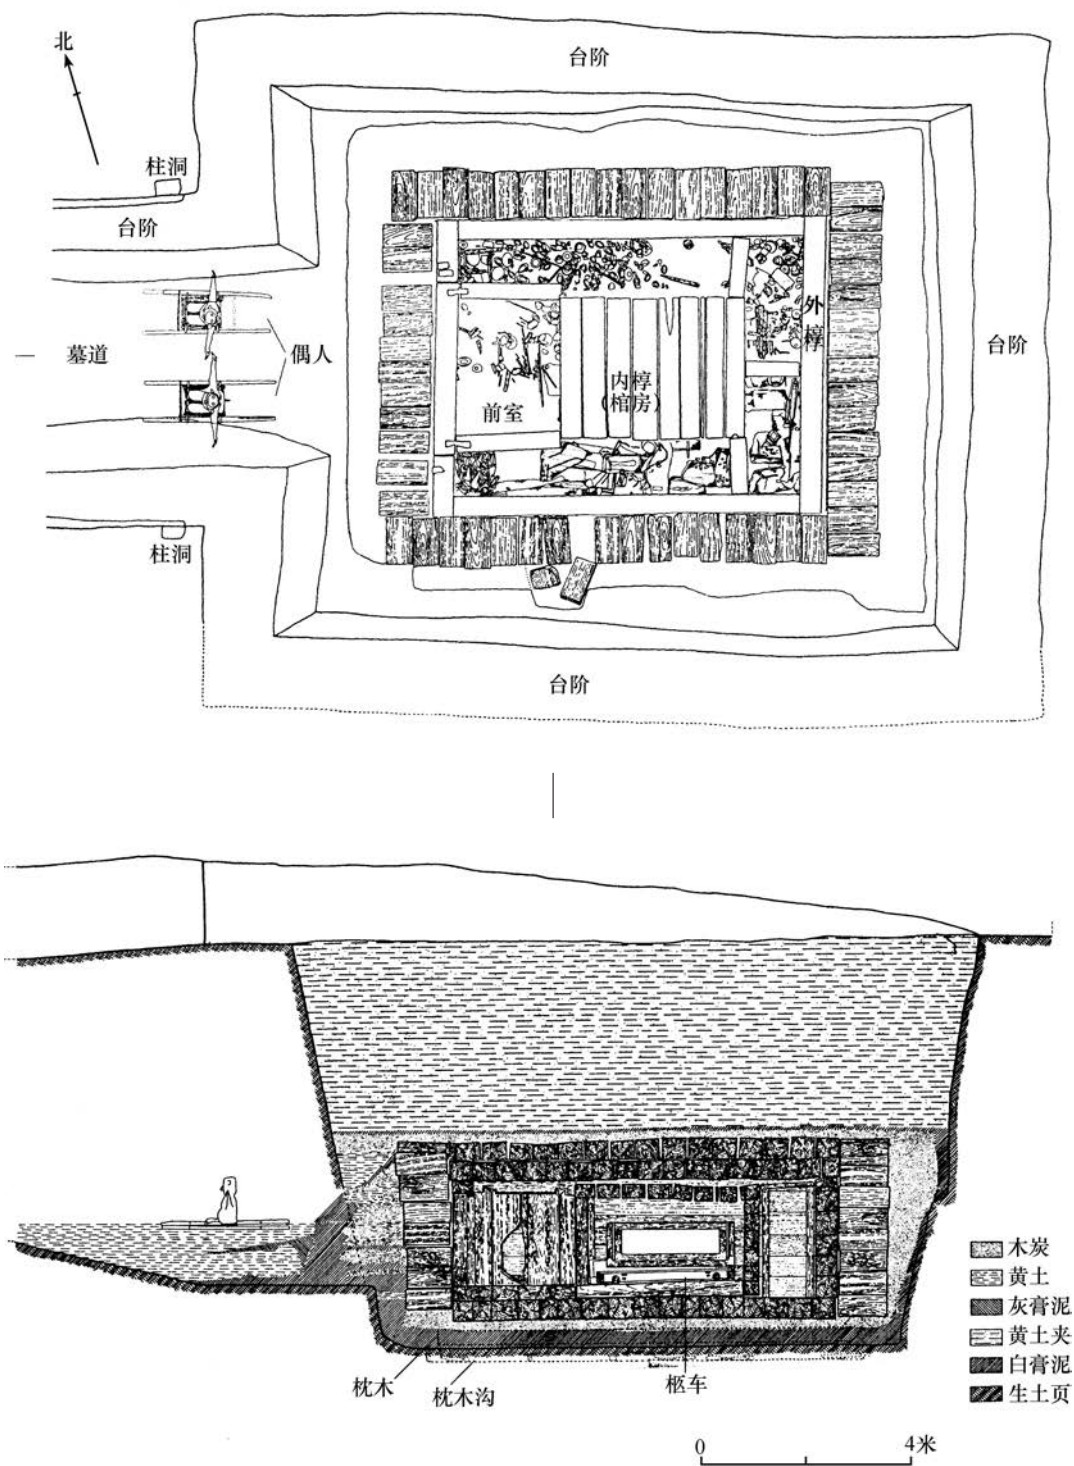 北
台阶
柱洞
台阶
墓道
偶人
外椁
台阶
前室
内椁
(棺房)
柱洞
台阶
木炭
黄土
灰膏泥
黄土夹
白膏泥
生土页
枕木
枕木沟
柩车
0
4米